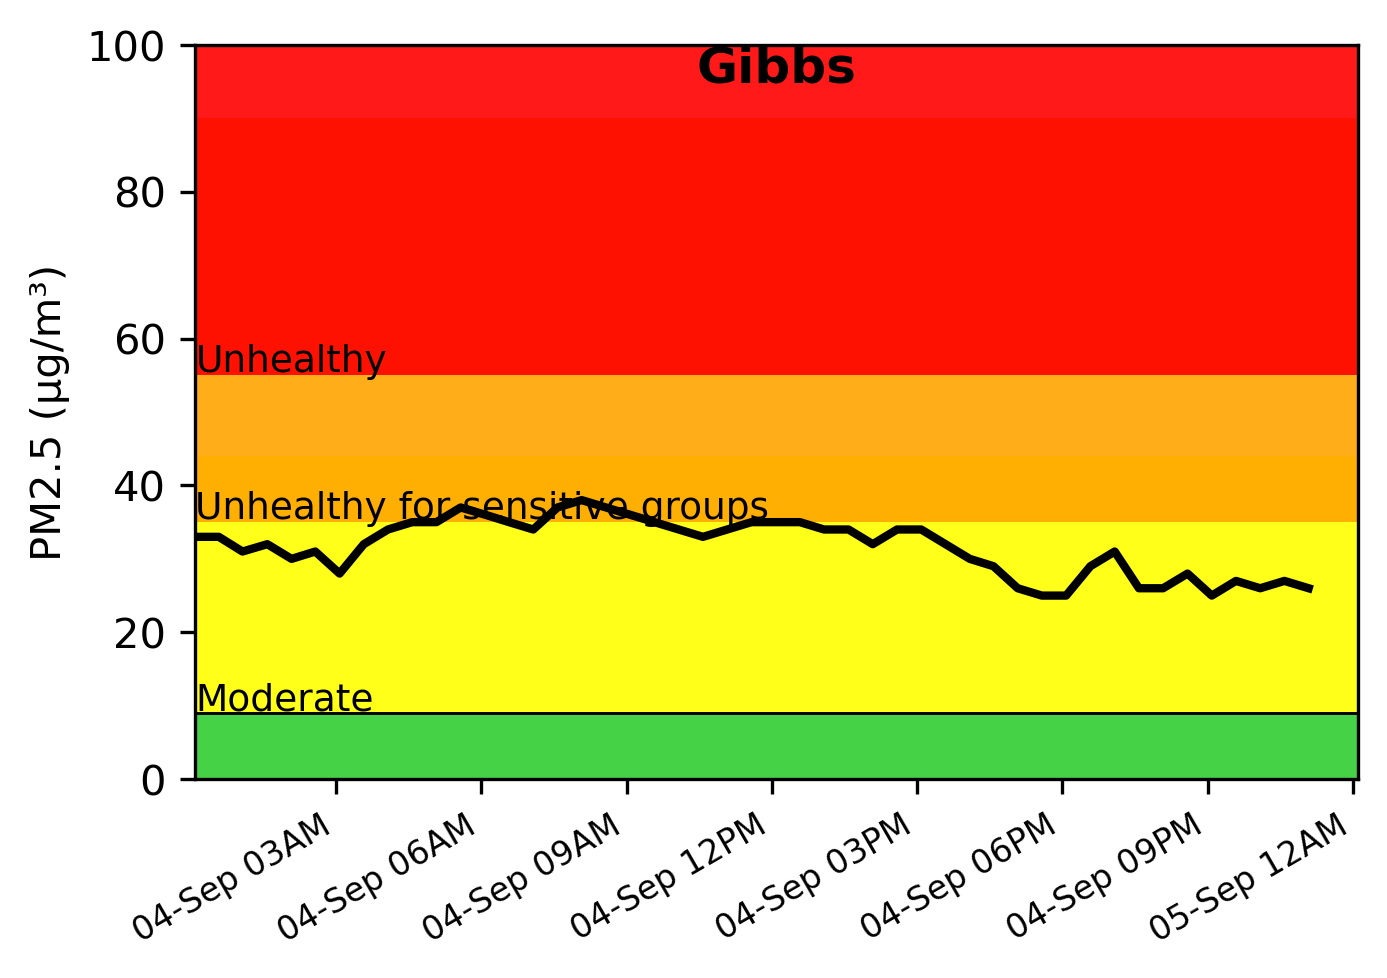 Gibbs
100
80
60
40
20
0
PM2.5 (µg/m³)
Unhealthy
Unhealthy for sensitive groups
Moderate
04-Sep 03AM
04-Sep 06AM
04-Sep 09AM
04-Sep 12PM
04-Sep 03PM
04-Sep 06PM
04-Sep 09PM
05-Sep 12AM